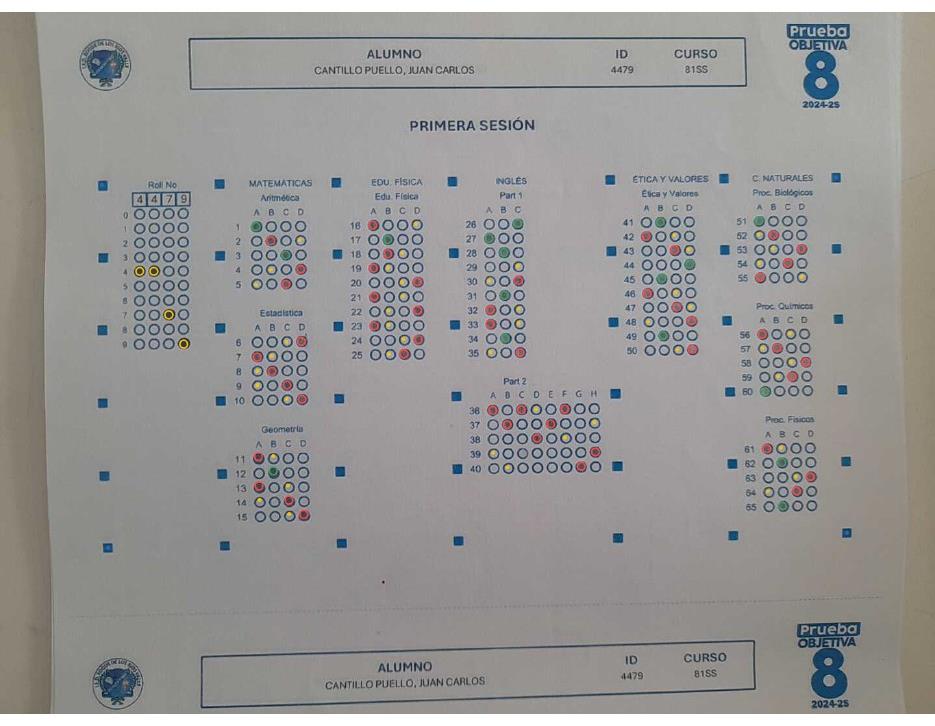 Prueba
OBJETIVA
8
2024-25
ALUMNO ID CURSO
CANTILLO PUELLO, JUAN CARLOS 4479 81SS
PRIMERA SESIÓN
Roll No
4 4 7 9
0
1
2
3
4
5
6
7
8
9
MATEMÁTICAS
Aritmética
A B C D
1
2
3
4
5
Estadística
A B C D
6
7
8
9
10
Geometría
A B C D
11
12
13
14
15
EDU. FÍSICA
Edu. Física
A B C D
16
17
18
19
20
21
22
23
24
25
INGLÉS
Part 1
A B C
26
27
28
29
30
31
32
33
34
35
Part 2
A B C D E F G H
36
37
38
39
40
ÉTICA Y VALORES
Ética y Valores
A B C D
41
42
43
44
45
46
47
48
49
50
C. NATURALES
Proc. Biológicos
A B C D
51
52
53
54
55
Proc. Químicos
A B C D
56
57
58
59
60
Proc. Físicos
A B C D
61
62
63
64
65
Prueba
OBJETIVA
8
2024-25
ALUMNO ID CURSO
CANTILLO PUELLO, JUAN CARLOS 4479 81SS